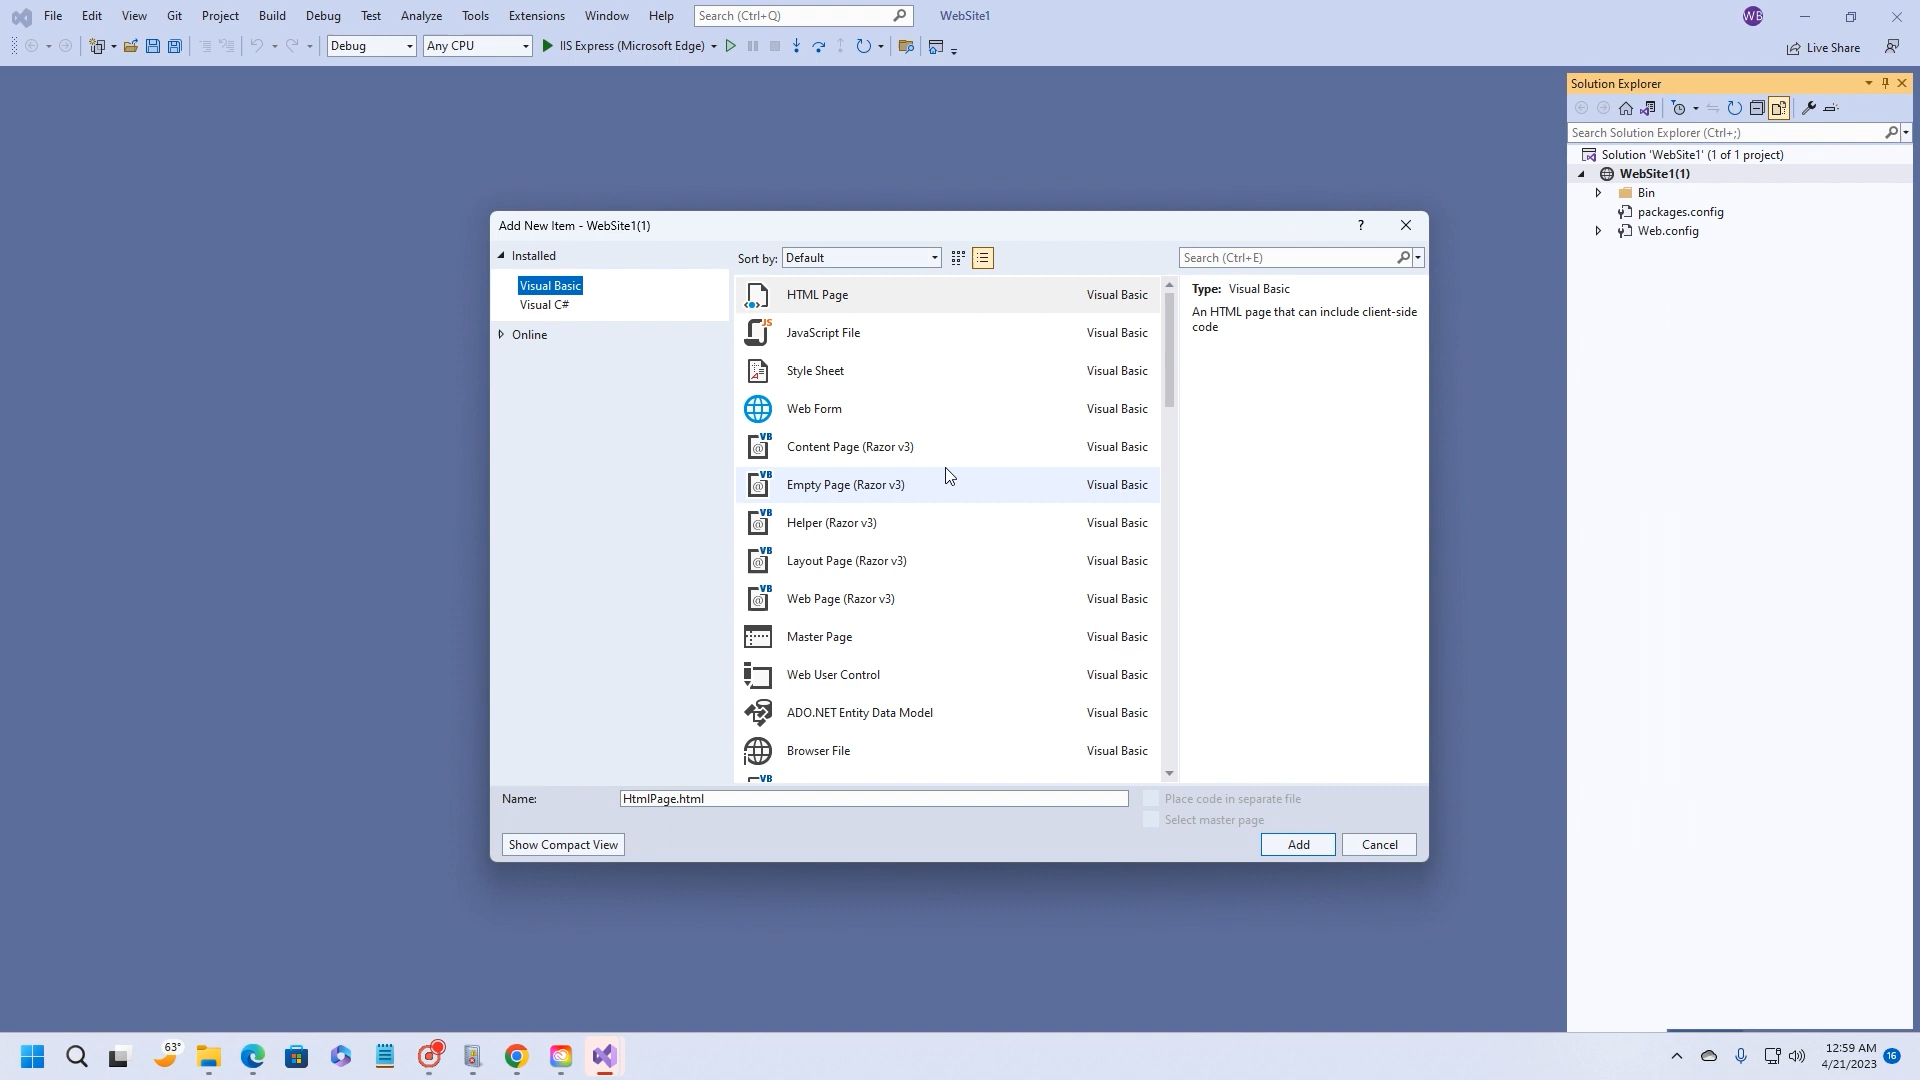 File Edit View Git Project Build Debug Test Analyze Tools Extensions Window Help Search (Ctrl+Q) WebSite1 WB
Debug Any CPU IIS Express (Microsoft Edge) Live Share
Solution Explorer
Search Solution Explorer (Ctrl+;)
Solution 'WebSite1' (1 of 1 project)
WebSite1(1)
Bin
packages.config
Web.config
Add New Item - WebSite1(1) ?
Installed
Visual Basic
Visual C#
Online
Sort by: Default
Search (Ctrl+E)
HTML Page Visual Basic
JavaScript File Visual Basic
Style Sheet Visual Basic
Web Form Visual Basic
Content Page (Razor v3) Visual Basic
Empty Page (Razor v3) Visual Basic
Helper (Razor v3) Visual Basic
Layout Page (Razor v3) Visual Basic
Web Page (Razor v3) Visual Basic
Master Page Visual Basic
Web User Control Visual Basic
ADO.NET Entity Data Model Visual Basic
Browser File Visual Basic
Type: Visual Basic
An HTML page that can include client-side
code
Name: HtmlPage.html
Place code in separate file
Select master page
Show Compact View Add Cancel
63°
12:59 AM
4/21/2023
16